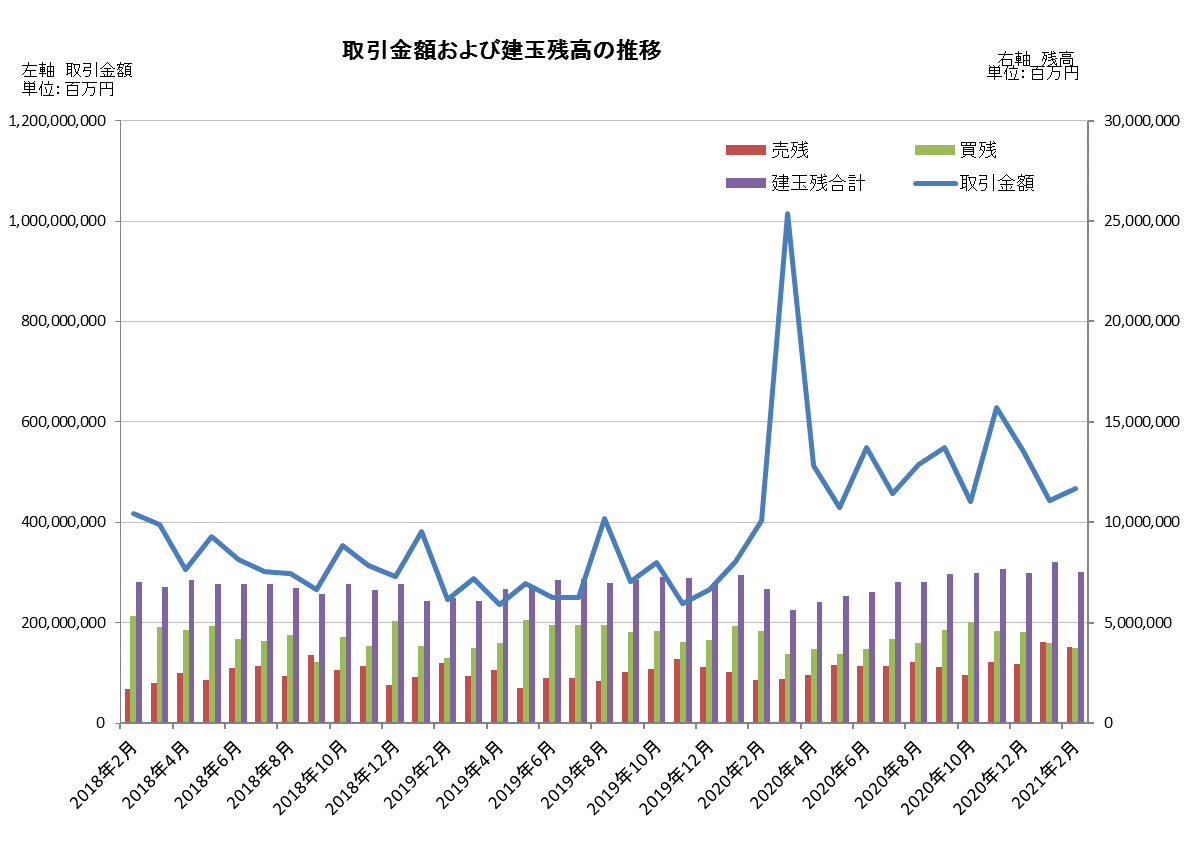 取引金額および建玉残高の推移
左軸　取引金額
単位：百万円
右軸　残高
単位：百万円
1,200,000,000
1,000,000,000
800,000,000
600,000,000
400,000,000
200,000,000
0
30,000,000
25,000,000
20,000,000
15,000,000
10,000,000
5,000,000
0
売残
買残
建玉残合計
取引金額
2018年2月
2018年4月
2018年6月
2018年8月
2018年10月
2018年12月
2019年2月
2019年4月
2019年6月
2019年8月
2019年10月
2019年12月
2020年2月
2020年4月
2020年6月
2020年8月
2020年10月
2020年12月
2021年2月